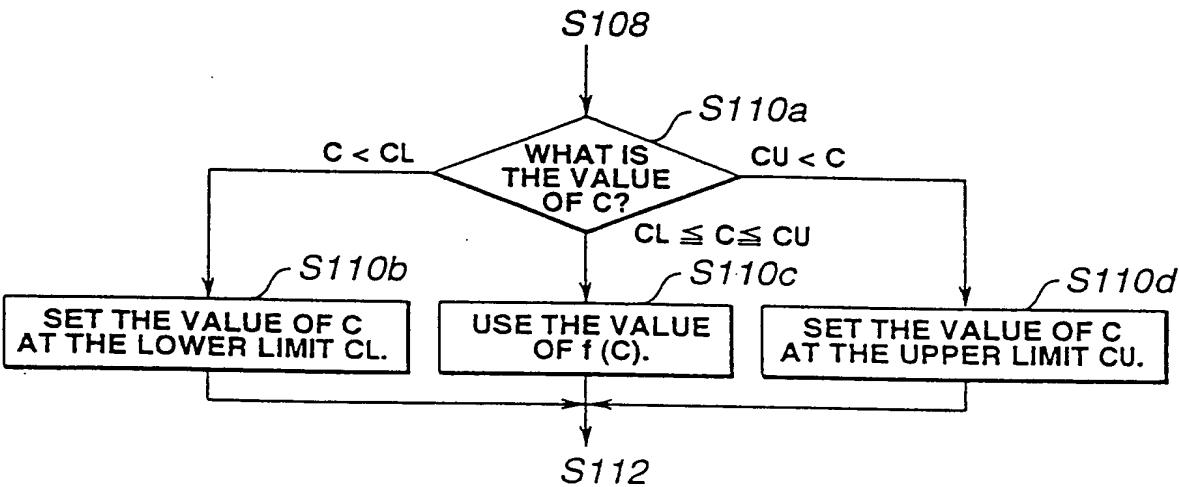 S108
S110a
C < CL
WHAT IS
THE VALUE
OF C?
CU < C
CL ≦ C ≦ CU
S110b
S110c
S110d
SET THE VALUE OF C
AT THE LOWER LIMIT CL.
USE THE VALUE
OF f (C).
SET THE VALUE OF C
AT THE UPPER LIMIT CU.
S112